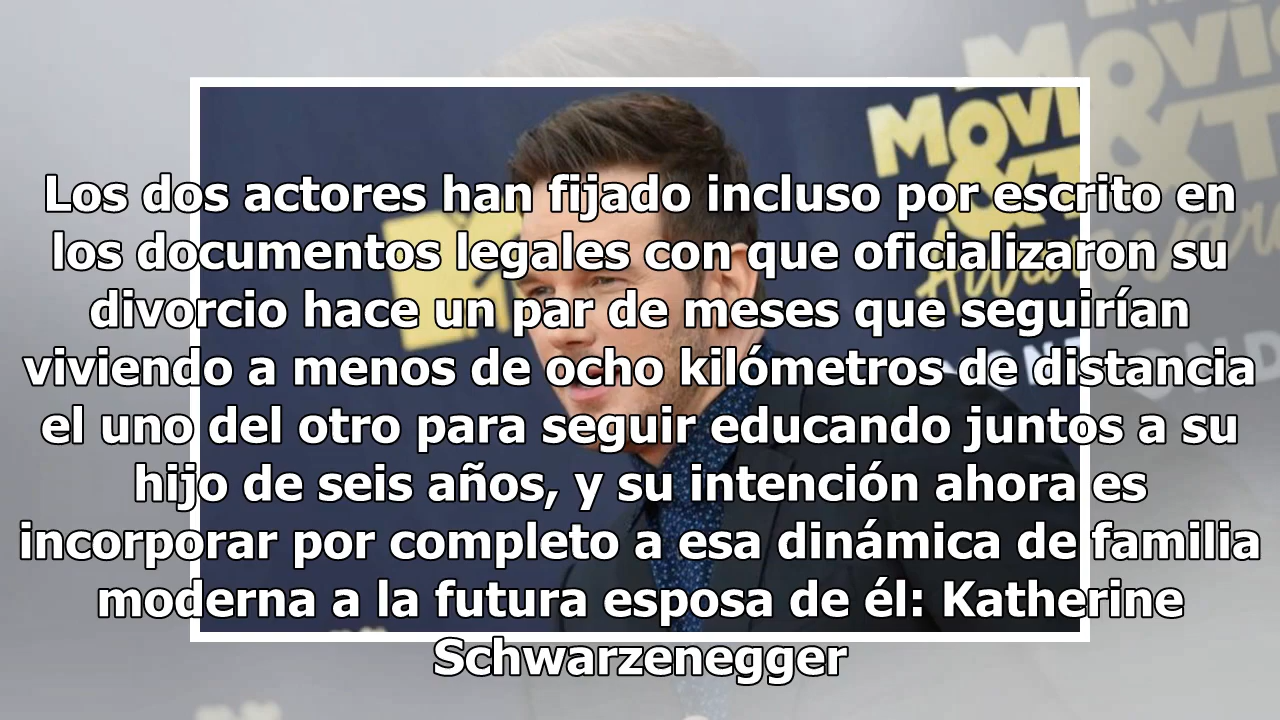 Los dos actores han fijado incluso por escrito en
los documentos legales con que oficializaron su
divorcio hace un par de meses que seguirían
viviendo a menos de ocho kilómetros de distancia
el uno del otro para seguir educando juntos a su
hijo de seis años, y su intención ahora es
incorporar por completo a esa dinámica de familia
moderna a la futura esposa de él: Katherine
Schwarzenegger
MOVI
&T